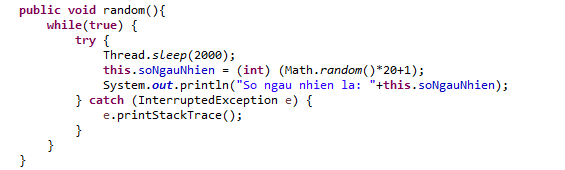 public void random(){
while(true) {
try {
Thread.sleep(2000);
this.soNgauNhien = (int) (Math.random()*20+1);
System.out.println("So ngau nhien la: "+this.soNgauNhien);
} catch (InterruptedException e) {
e.printStackTrace();
}
}
}